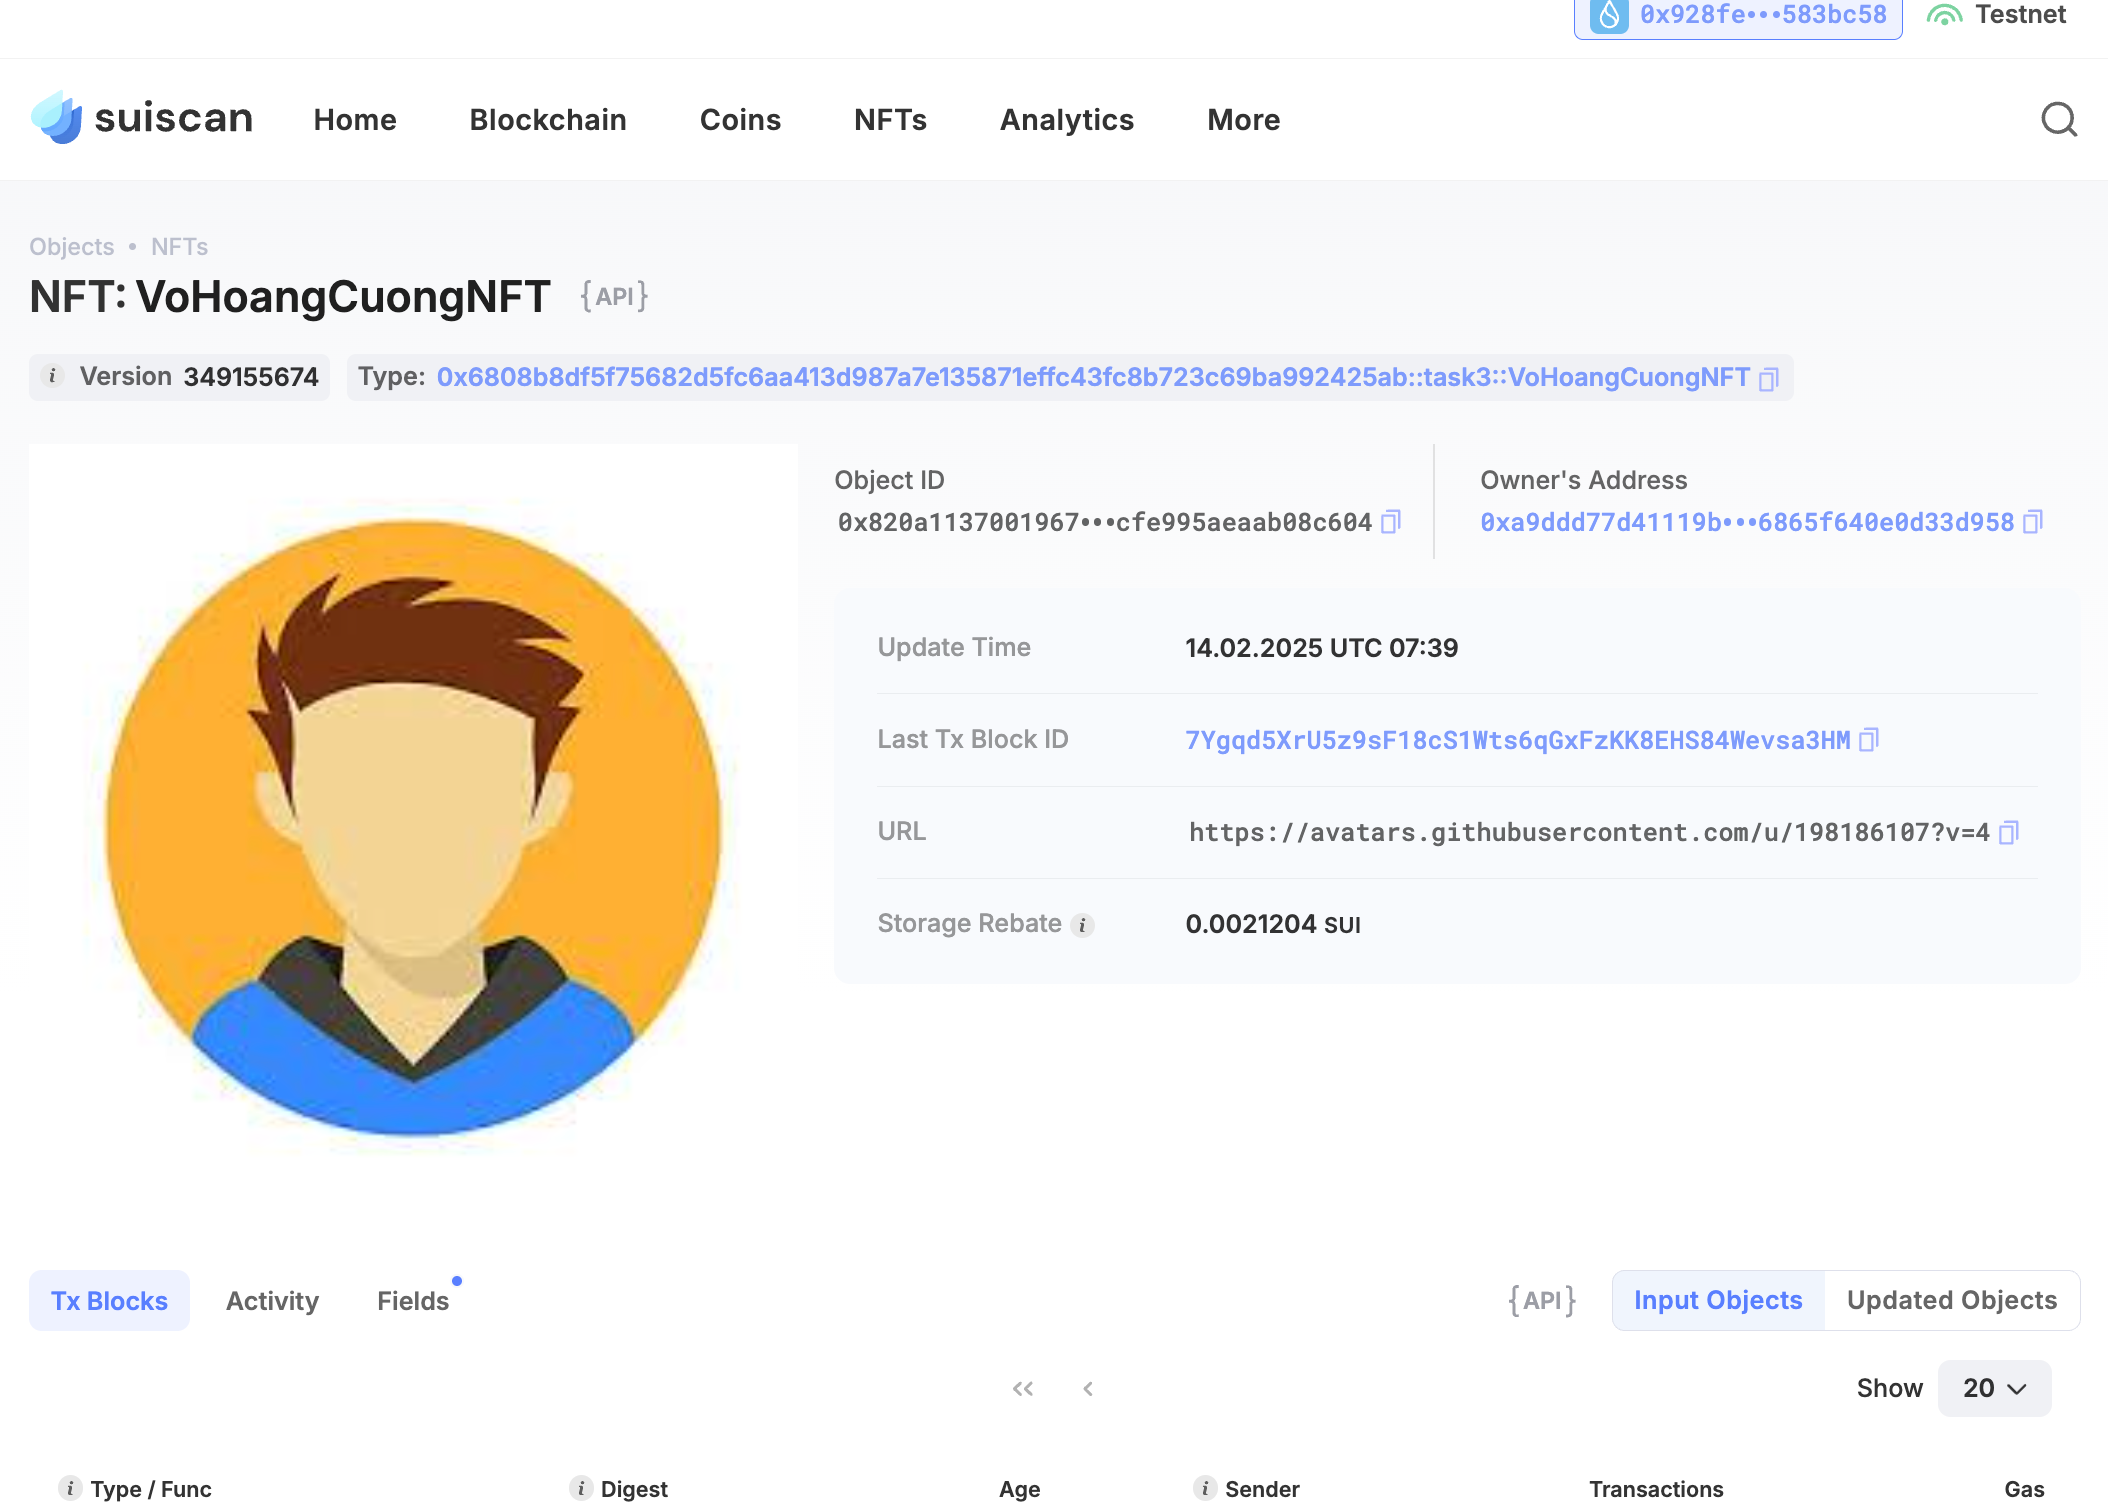 0x928fe•••583bc58 Testnet
suiscan Home Blockchain Coins NFTs Analytics More
Objects • NFTs
NFT: VoHoangCuongNFT {API}
i Version 349155674 Type: 0x6808b8df5f75682d5fc6aa413d987a7e135871effc43fc8b723c69ba992425ab::task3::VoHoangCuongNFT
Object ID
0x820a1137001967•••cfe995aeaab08c604
Owner's Address
0xa9ddd77d41119b•••6865f640e0d33d958
Update Time 14.02.2025 UTC 07:39
Last Tx Block ID 7Ygqd5XrU5z9sF18cS1Wts6qGxFzKK8EHS84Wevsa3HM
URL https://avatars.githubusercontent.com/u/198186107?v=4
Storage Rebate i 0.0021204 SUI
Tx Blocks Activity Fields {API} Input Objects Updated Objects
Show 20
i Type / Func i Digest Age i Sender Transactions Gas